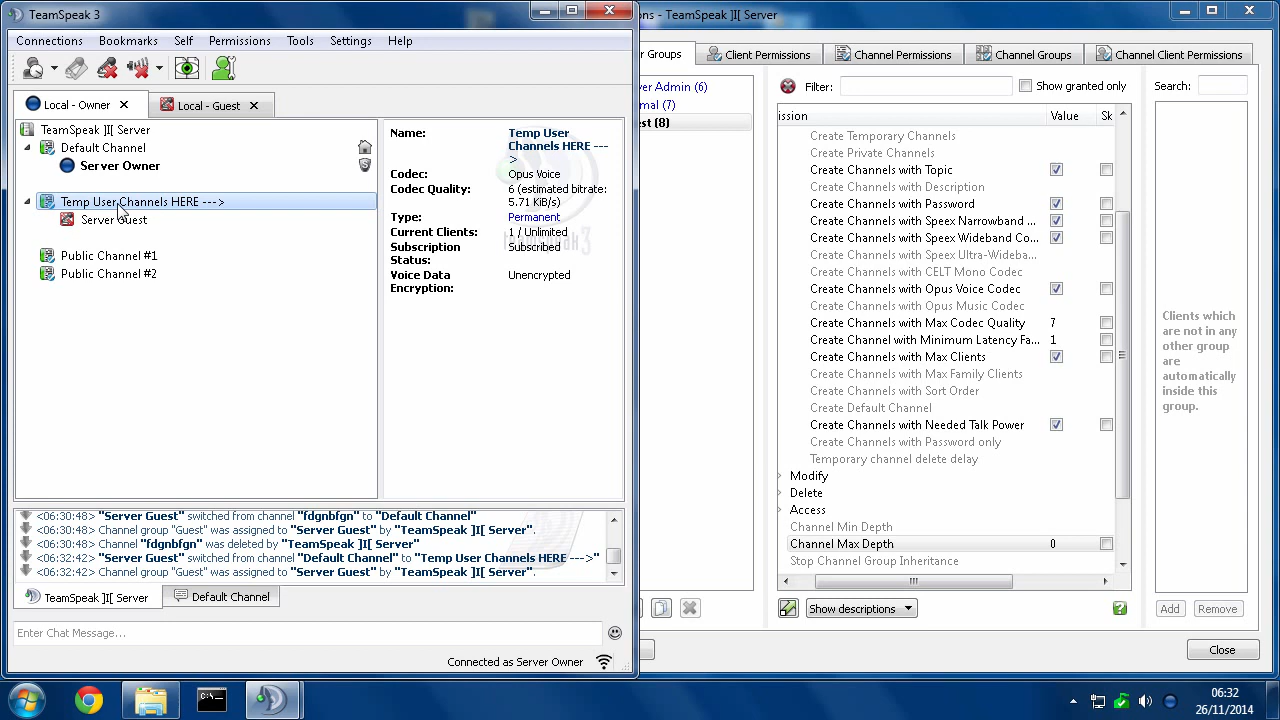 TeamSpeak 3
ons - TeamSpeak ]I[ Server
Connections Bookmarks Self Permissions Tools Settings Help
Local - Owner
Local - Guest
TeamSpeak ]I[ Server
Default Channel
Server Owner
Temp User Channels HERE --->
Server Guest
Public Channel #1
Public Channel #2
Name: Temp User
Channels HERE ---
>
Codec: Opus Voice
Codec Quality: 6 (estimated bitrate:
5.71 KiB/s)
Type: Permanent
Current Clients: 1 / Unlimited
Subscription Subscribed
Status:
Voice Data Unencrypted
Encryption:
teamspeak3
<06:30:48> "Server Guest" switched from channel "fdgnbfgn" to "Default Channel"
<06:30:48> Channel group "Guest" was assigned to "Server Guest" by "TeamSpeak ]I[ Server".
<06:30:48> Channel "fdgnbfgn" was deleted by "TeamSpeak ]I[ Server"
<06:32:42> "Server Guest" switched from channel "Default Channel" to "Temp User Channels HERE --->"
<06:32:42> Channel group "Guest" was assigned to "Server Guest" by "TeamSpeak ]I[ Server".
TeamSpeak ]I[ Server
Default Channel
Enter Chat Message...
Connected as Server Owner
er Groups
Client Permissions
Channel Permissions
Channel Groups
Channel Client Permissions
ver Admin (6)
mal (7)
est (8)
Filter:
Show granted only
ission Value Sk
Create Temporary Channels
Create Private Channels
Create Channels with Topic
Create Channels with Description
Create Channels with Password
Create Channels with Speex Narrowband ...
Create Channels with Speex Wideband Co...
Create Channels with Speex Ultra-Wideba...
Create Channels with CELT Mono Codec
Create Channels with Opus Voice Codec
Create Channels with Opus Music Codec
Create Channels with Max Codec Quality 7
Create Channel with Minimum Latency Fa... 1
Create Channels with Max Clients
Create Channels with Max Family Clients
Create Channels with Sort Order
Create Default Channel
Create Channels with Needed Talk Power
Create Channels with Password only
Temporary channel delete delay
Modify
Delete
Access
Channel Min Depth
Channel Max Depth 0
Stop Channel Group Inheritance
Show descriptions
Search:
Clients which
are not in any
other group
are
automatically
inside this
group.
Add
Remove
Close
06:32
26/11/2014